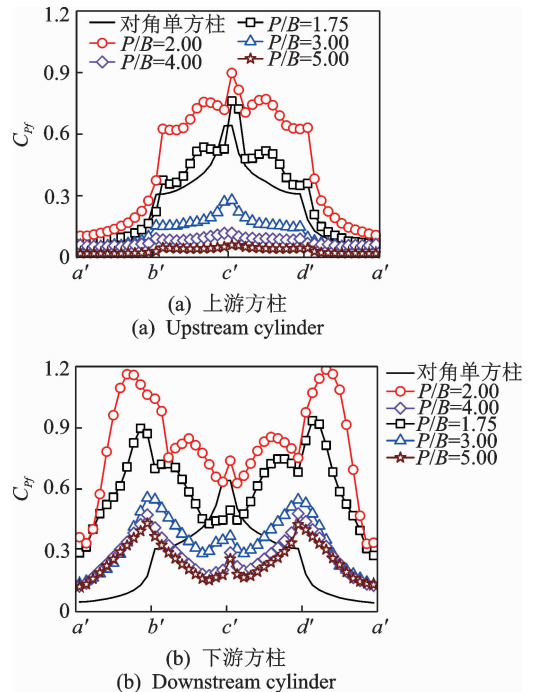 1.2
0.9
0.6
0.3
0
C_Pf
对角单方柱
P/B=2.00
P/B=4.00
P/B=1.75
P/B=3.00
P/B=5.00
a′ b′ c′ d′ a′
(a) 上游方柱
(a) Upstream cylinder
1.2
0.9
0.6
0.3
0
C_Pf
对角单方柱
P/B=2.00
P/B=4.00
P/B=1.75
P/B=3.00
P/B=5.00
a′ b′ c′ d′ a′
(b) 下游方柱
(b) Downstream cylinder